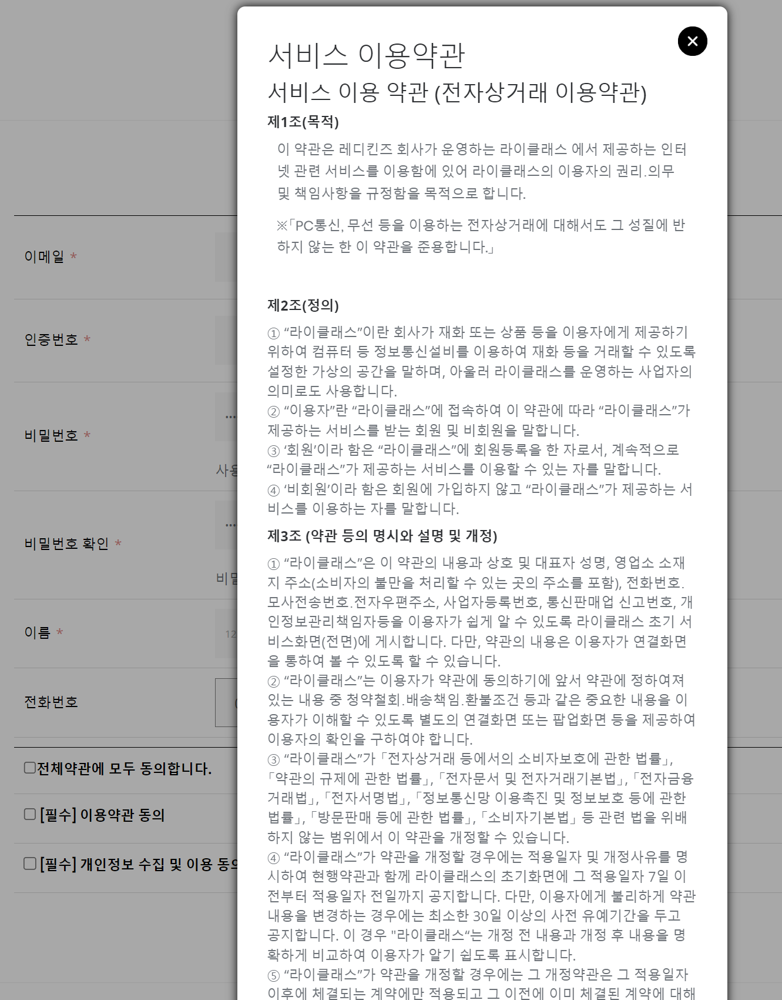 서비스 이용약관
서비스 이용 약관 (전자상거래 이용약관)
제1조(목적)
이 약관은 레디킨즈 회사가 운영하는 라이클래스 에서 제공하는 인터
넷 관련 서비스를 이용함에 있어 라이클래스의 이용자의 권리.의무
및 책임사항을 규정함을 목적으로 합니다.
※「PC통신, 무선 등을 이용하는 전자상거래에 대해서도 그 성질에 반
하지 않는 한 이 약관을 준용합니다.」
제2조(정의)
① “라이클래스”이란 회사가 재화 또는 상품 등을 이용자에게 제공하기
위하여 컴퓨터 등 정보통신설비를 이용하여 재화 등을 거래할 수 있도록
설정한 가상의 공간을 말하며, 아울러 라이클래스를 운영하는 사업자의
의미로도 사용합니다.
② “이용자”란 “라이클래스”에 접속하여 이 약관에 따라 “라이클래스”가
제공하는 서비스를 받는 회원 및 비회원을 말합니다.
③ ‘회원’이라 함은 “라이클래스”에 회원등록을 한 자로서, 계속적으로
“라이클래스”가 제공하는 서비스를 이용할 수 있는 자를 말합니다.
④ ‘비회원’이라 함은 회원에 가입하지 않고 “라이클래스”가 제공하는 서
비스를 이용하는 자를 말합니다.
제3조 (약관 등의 명시와 설명 및 개정)
① “라이클래스”은 이 약관의 내용과 상호 및 대표자 성명, 영업소 소재
지 주소(소비자의 불만을 처리할 수 있는 곳의 주소를 포함), 전화번호.
모사전송번호.전자우편주소, 사업자등록번호, 통신판매업 신고번호, 개
인정보관리책임자등을 이용자가 쉽게 알 수 있도록 라이클래스 초기 서
비스화면(전면)에 게시합니다. 다만, 약관의 내용은 이용자가 연결화면
을 통하여 볼 수 있도록 할 수 있습니다.
② “라이클래스”는 이용자가 약관에 동의하기에 앞서 약관에 정하여져
있는 내용 중 청약철회.배송책임.환불조건 등과 같은 중요한 내용을 이
용자가 이해할 수 있도록 별도의 연결화면 또는 팝업화면 등을 제공하여
이용자의 확인을 구하여야 합니다.
③ “라이클래스”가 「전자상거래 등에서의 소비자보호에 관한 법률」,
「약관의 규제에 관한 법률」, 「전자문서 및 전자거래기본법」, 「전자금융
거래법」, 「전자서명법」, 「정보통신망 이용촉진 및 정보보호 등에 관한
법률」, 「방문판매 등에 관한 법률」, 「소비자기본법」 등 관련 법을 위배
하지 않는 범위에서 이 약관을 개정할 수 있습니다.
④ “라이클래스”가 약관을 개정할 경우에는 적용일자 및 개정사유를 명
시하여 현행약관과 함께 라이클래스의 초기화면에 그 적용일자 7일 이
전부터 적용일자 전일까지 공지합니다. 다만, 이용자에게 불리하게 약관
내용을 변경하는 경우에는 최소한 30일 이상의 사전 유예기간을 두고
공지합니다. 이 경우 "라이클래스“는 개정 전 내용과 개정 후 내용을 명
확하게 비교하여 이용자가 알기 쉽도록 표시합니다.
⑤ “라이클래스”가 약관을 개정할 경우에는 그 개정약관은 그 적용일자
이후에 체결되는 계약에만 적용되고 그 이전에 이미 체결된 계약에 대해
이메일 *
인증번호 *
비밀번호 *
사용
비밀번호 확인 *
비밀
이름 *
12
전화번호
전체약관에 모두 동의합니다.
[필수] 이용약관 동의
[필수] 개인정보 수집 및 이용 동의